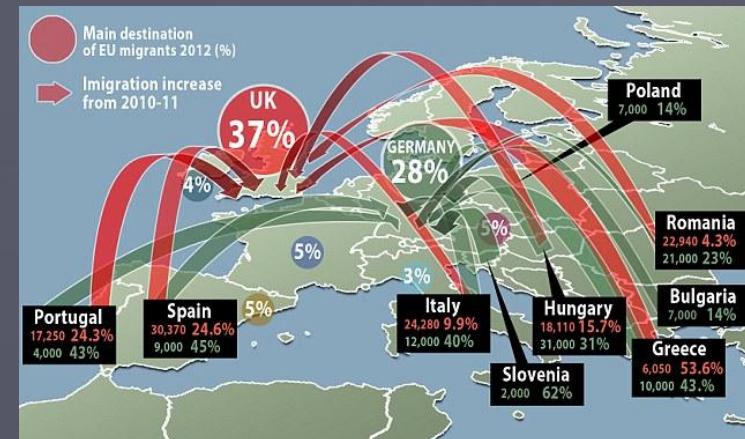 Main destination
of EU migrants 2012 (%)
Imigration increase
from 2010-11
UK
37%
GERMANY
28%
4%
5%
5%
3%
5%
Poland
7,000 14%
Romania
22,940 4.3%
21,000 23%
Bulgaria
7,000 14%
Greece
6,050 53.6%
10,000 43.%
Hungary
18,110 15.7%
31,000 31%
Slovenia
2,000 62%
Italy
24,280 9.9%
12,000 40%
Spain
30,370 24.6%
9,000 45%
Portugal
17,250 24.3%
4,000 43%